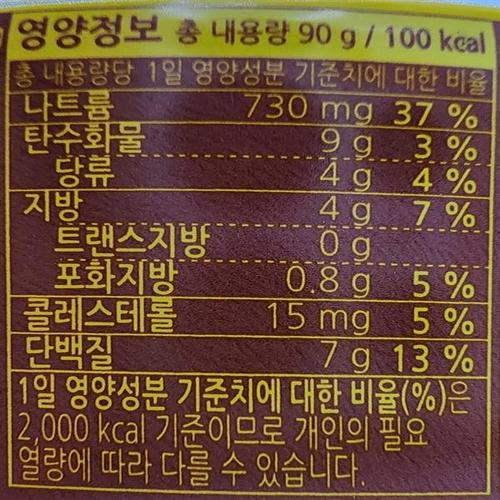 영양정보 총 내용량 90 g / 100 kcal
총 내용량당 1일 영양성분 기준치에 대한 비율
나트륨 730 mg 37 %
탄수화물 9 g 3 %
당류 4 g 4 %
지방 4 g 7 %
트랜스지방 0 g
포화지방 0.8 g 5 %
콜레스테롤 15 mg 5 %
단백질 7 g 13 %
1일 영양성분 기준치에 대한 비율(%)은
2,000 kcal 기준이므로 개인의 필요
열량에 따라 다를 수 있습니다.